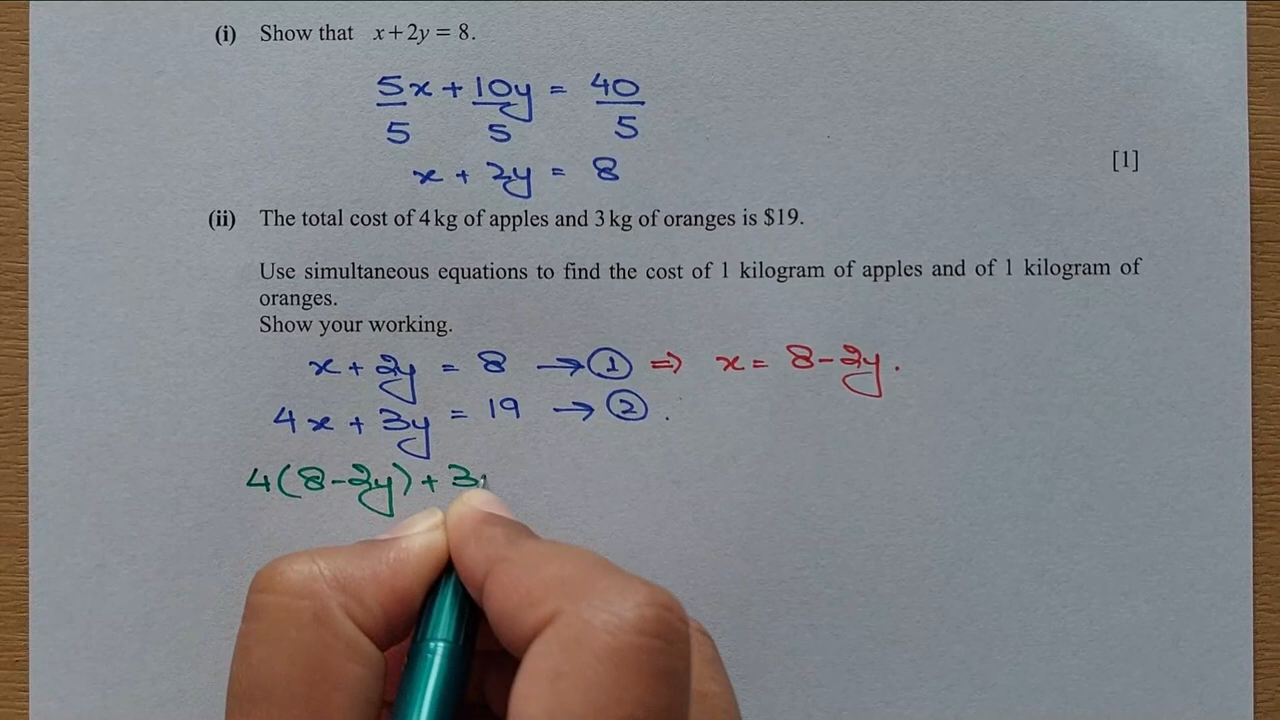 (i) Show that x + 2y = 8.
5x + 10y = 40
5 5 5
x + 2y = 8
[1]
(ii) The total cost of 4 kg of apples and 3 kg of oranges is $19.
Use simultaneous equations to find the cost of 1 kilogram of apples and of 1 kilogram of
oranges.
Show your working.
x + 2y = 8 → ① ⇒ x = 8 - 2y.
4x + 3y = 19 → ② .
4(8-2y) + 3